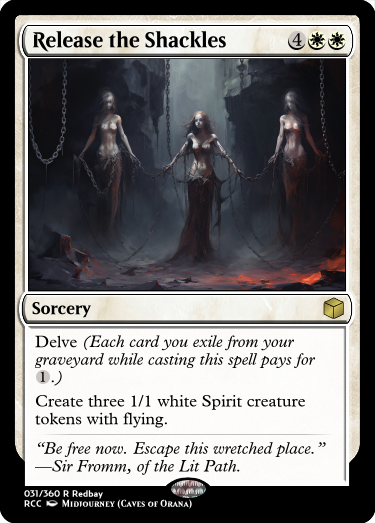 Release the Shackles 4
Sorcery
Delve (Each card you exile from your
graveyard while casting this spell pays for
1.)
Create three 1/1 white Spirit creature
tokens with flying.
“Be free now. Escape this wretched place.”
—Sir Fromm, of the Lit Path.
031/360 R Redbay
RCC Midjourney (Caves of Orana)